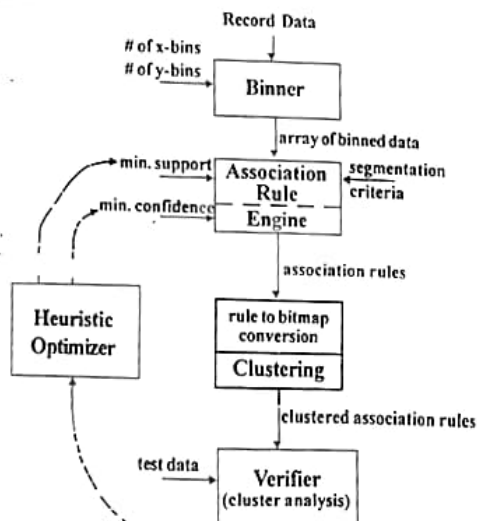 Record Data
# of x-bins
# of y-bins
Binner
array of binned data
min. support
Association
Rule
Engine
segmentation
criteria
min. confidence
association rules
Heuristic
Optimizer
rule to bitmap
conversion
Clustering
clustered association rules
test data
Verifier
(cluster analysis)